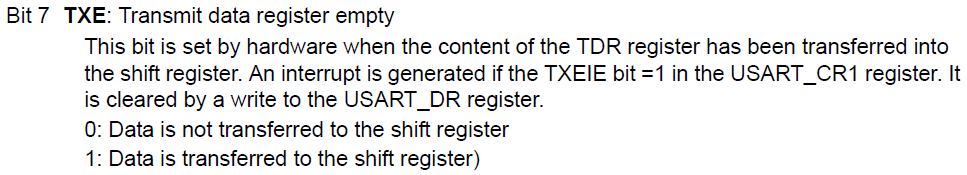 Bit 7 TXE: Transmit data register empty
This bit is set by hardware when the content of the TDR register has been transferred into
the shift register. An interrupt is generated if the TXEIE bit =1 in the USART_CR1 register. It
is cleared by a write to the USART_DR register.
0: Data is not transferred to the shift register
1: Data is transferred to the shift register)